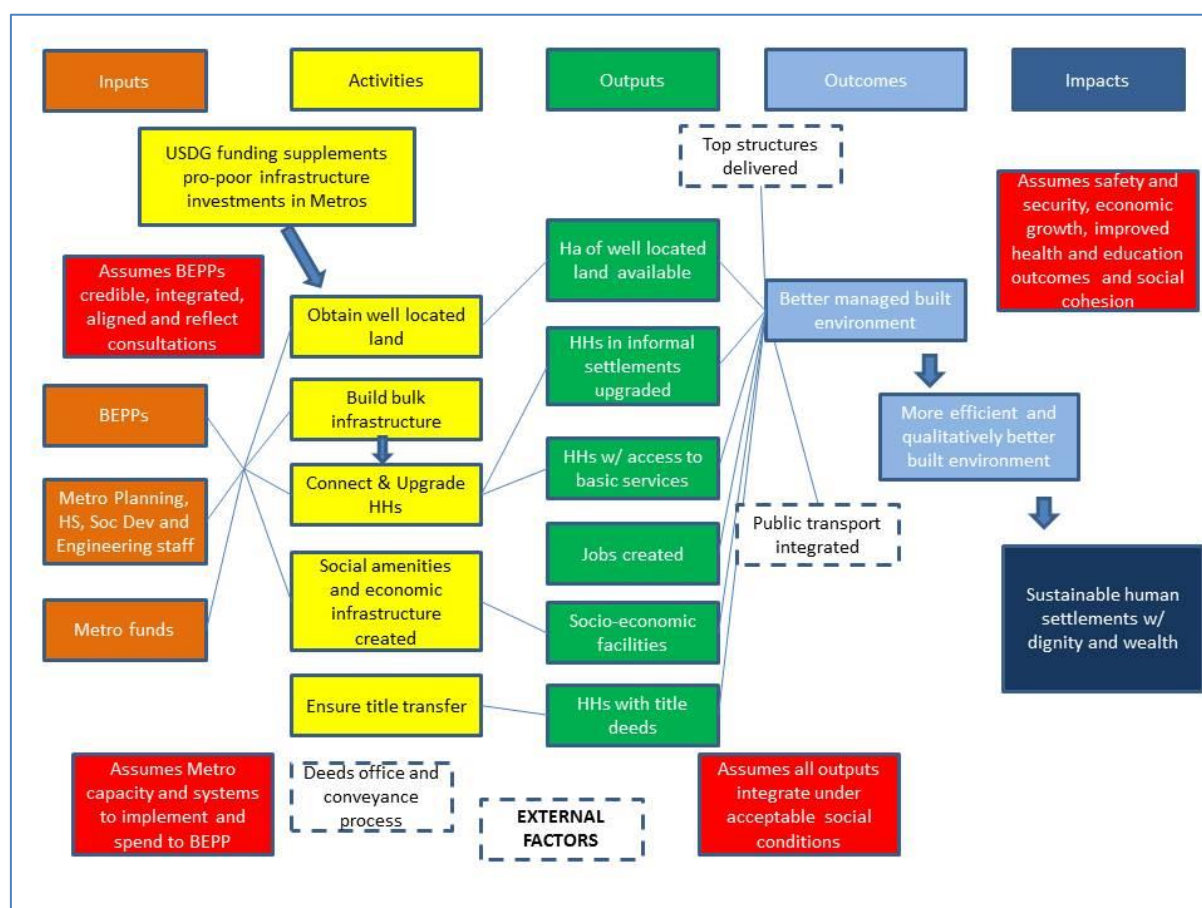 Inputs
Activities
Outputs
Outcomes
Impacts
USDG funding supplements
pro-poor infrastructure
investments in Metros
Top structures
delivered
Assumes safety and
security, economic
growth, improved
health and education
outcomes and social
cohesion
Assumes BEPPs
credible, integrated,
aligned and reflect
consultations
Obtain well located
land
Ha of well located
land available
Better managed built
environment
BEPPs
Build bulk
infrastructure
HHs in informal
settlements
upgraded
More efficient and
qualitatively better
built environment
Metro Planning,
HS, Soc Dev and
Engineering staff
Connect & Upgrade
HHs
HHs w/ access to
basic services
Public transport
integrated
Jobs created
Metro funds
Social amenities
and economic
infrastructure
created
Socio-economic
facilities
Sustainable human
settlements w/
dignity and wealth
Ensure title transfer
HHs with title
deeds
Assumes Metro
capacity and systems
to implement and
spend to BEPP
Deeds office and
conveyance
process
EXTERNAL
FACTORS
Assumes all outputs
integrate under
acceptable social
conditions